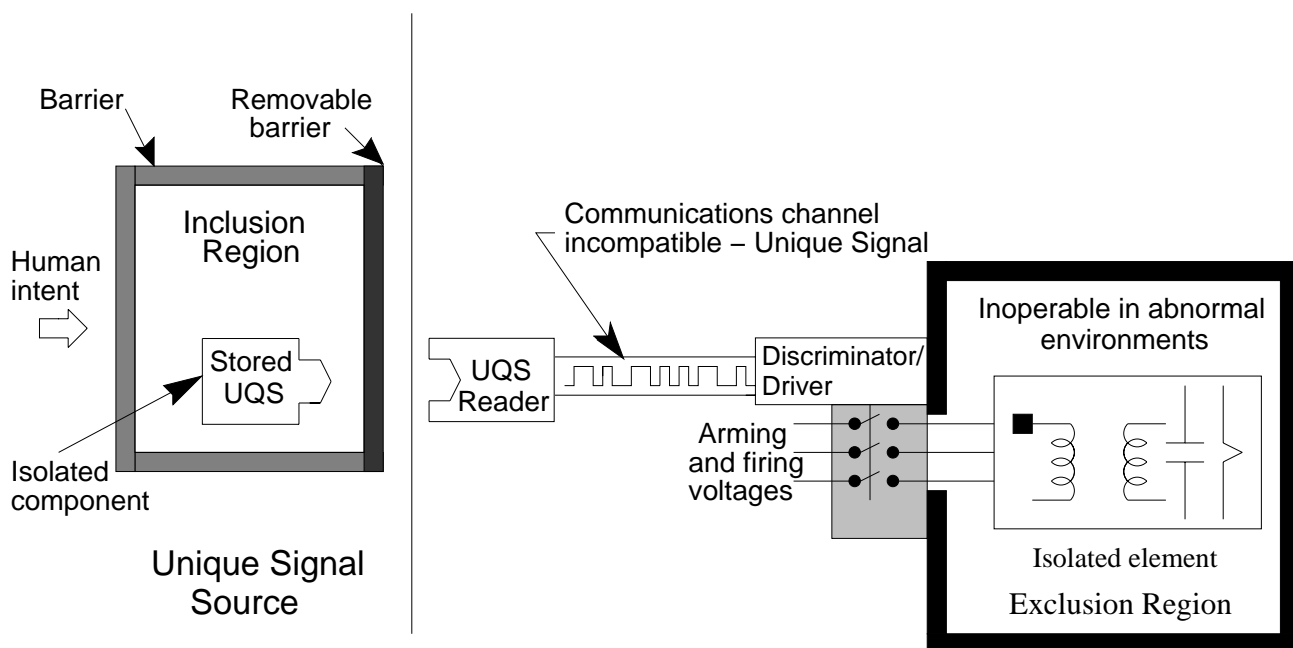 Barrier
Removable
barrier
Inclusion
Region
Human
intent
Stored
UQS
Isolated
component
Unique Signal
Source
Communications channel
incompatible – Unique Signal
UQS
Reader
Discriminator/
Driver
Arming
and firing
voltages
Inoperable in abnormal
environments
Isolated element
Exclusion Region